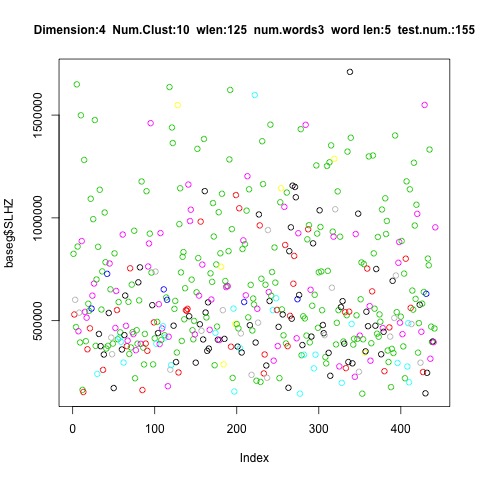 Dimension:4 Num.Clust:10 wlen:125 num.words3 word len:5 test.num.:155
1500000
1000000
500000
baseg$SLHZ
0 100 200 300 400
Index